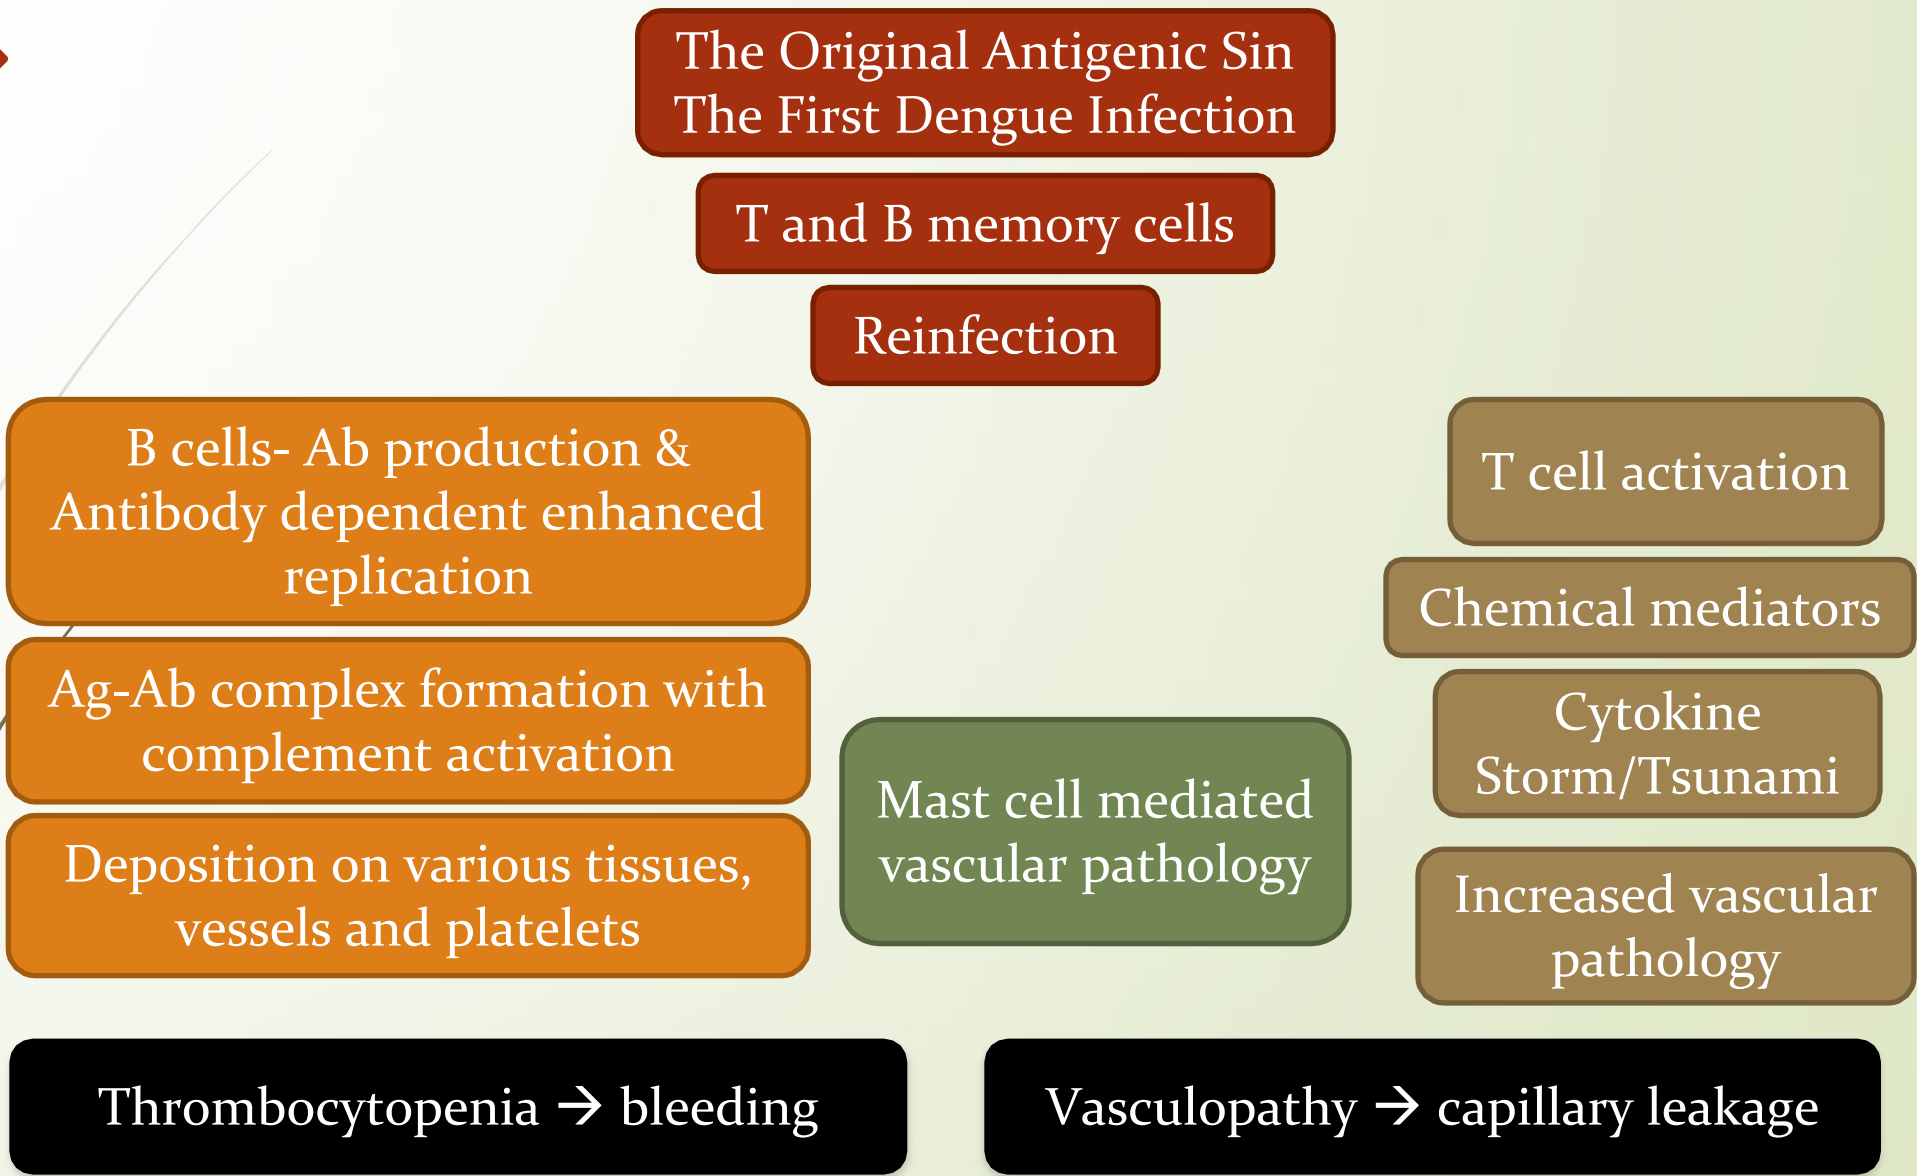 The Original Antigenic Sin
The First Dengue Infection
T and B memory cells
Reinfection
B cells- Ab production &
Antibody dependent enhanced
replication
Ag-Ab complex formation with
complement activation
Deposition on various tissues,
vessels and platelets
Mast cell mediated
vascular pathology
T cell activation
Chemical mediators
Cytokine
Storm/Tsunami
Increased vascular
pathology
Thrombocytopenia → bleeding
Vasculopathy → capillary leakage